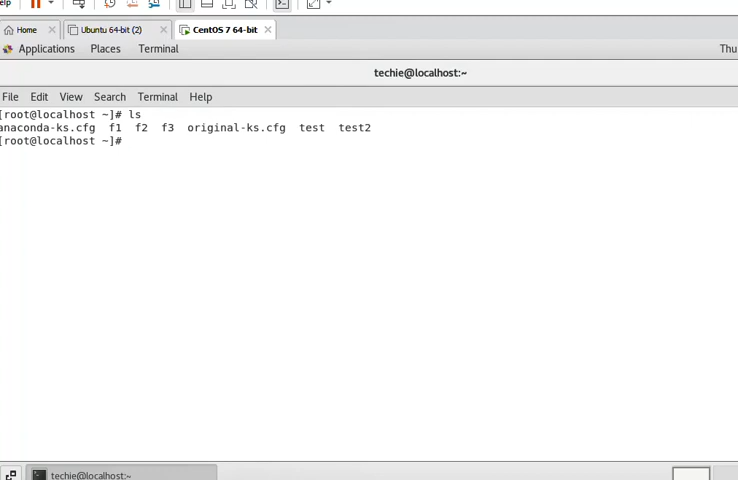 Home
Ubuntu 64-bit (2)
CentOS 7 64-bit
Applications Places Terminal
Thu
techie@localhost:~
File Edit View Search Terminal Help
[root@localhost ~]# ls
anaconda-ks.cfg f1 f2 f3 original-ks.cfg test test2
[root@localhost ~]#
techie@localhost:~